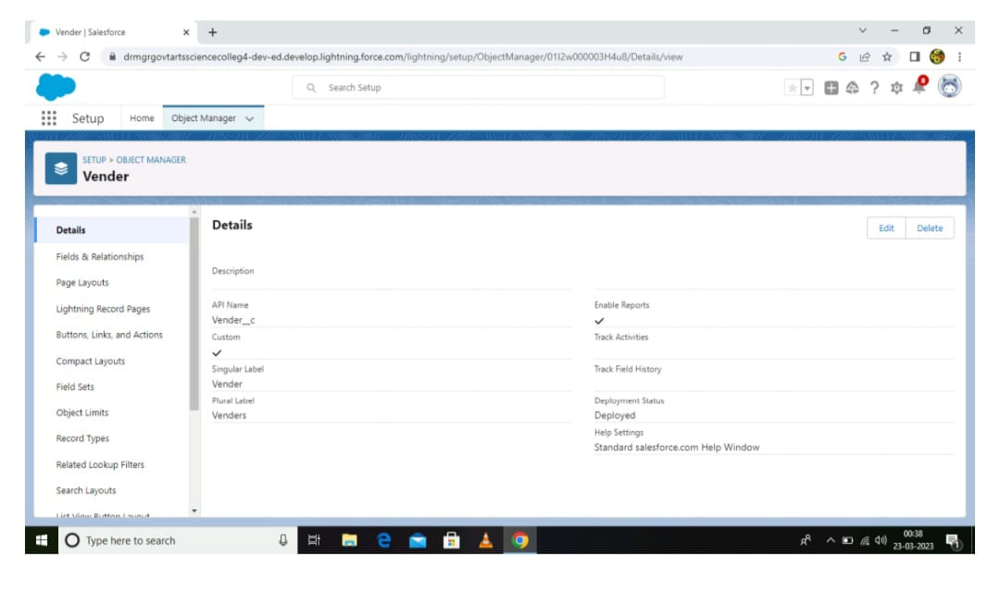 Vender | Salesforce
drmgrgovtartssciencecolleg4-dev-ed.develop.lightning.force.com/lightning/setup/ObjectManager/01I2w000003H4u8/Details/view
Search Setup
Setup Home Object Manager
SETUP > OBJECT MANAGER
Vender
Details
Fields & Relationships
Page Layouts
Lightning Record Pages
Buttons, Links, and Actions
Compact Layouts
Field Sets
Object Limits
Record Types
Related Lookup Filters
Search Layouts
List View Button Layout
Details
Edit Delete
Description
API Name
Vender__c
Custom
Singular Label
Vender
Plural Label
Venders
Enable Reports
Track Activities
Track Field History
Deployment Status
Deployed
Help Settings
Standard salesforce.com Help Window
Type here to search
00:38
23-03-2023